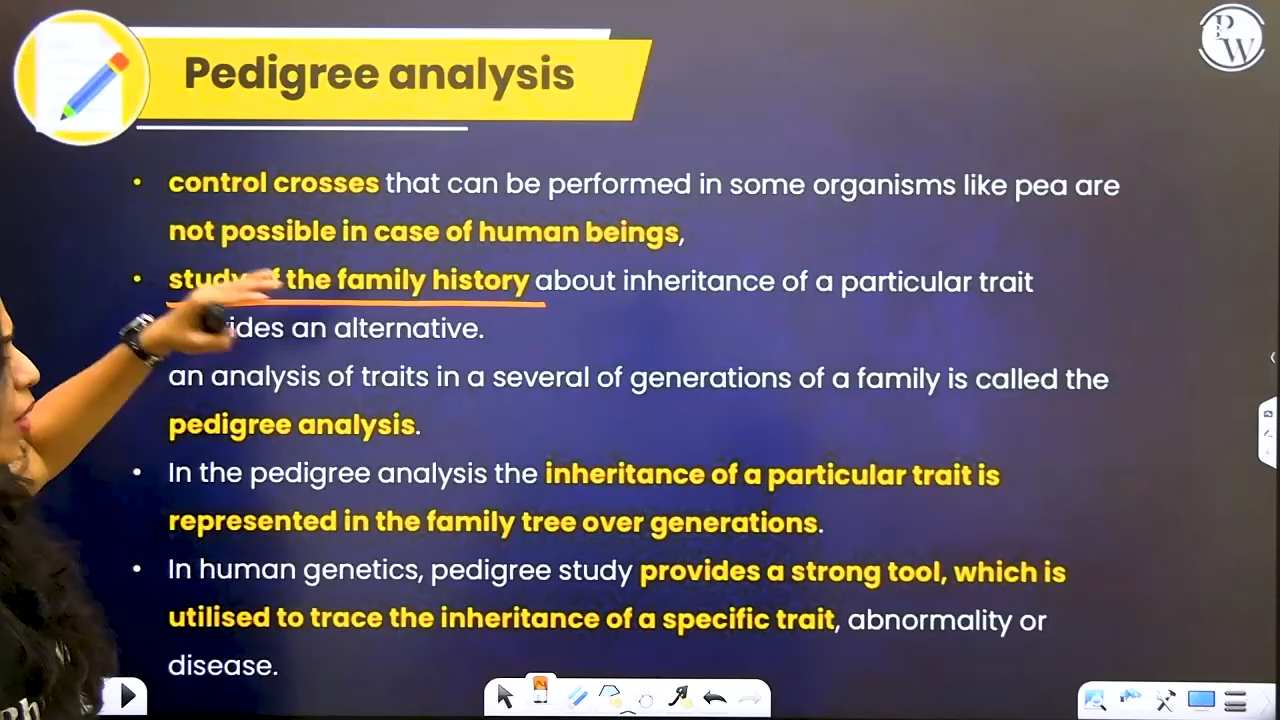 Pedigree analysis
PW
control crosses that can be performed in some organisms like pea are
not possible in case of human beings,
the family history about inheritance of a particular trait
an alternative.
an analysis of traits in a several of generations of a family is called the
pedigree analysis.
In the pedigree analysis the inheritance of a particular trait is
represented in the family tree over generations.
In human genetics, pedigree study provides a strong tool, which is
utilised to trace the inheritance of a specific trait, abnormality or
disease.